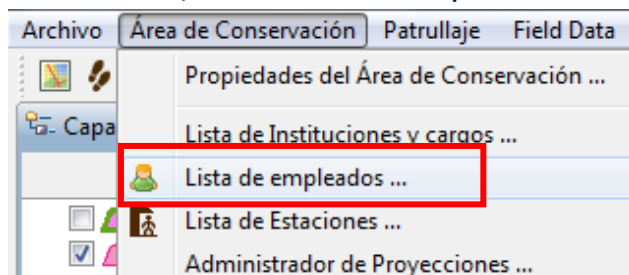 Archivo Área de Conservación Patrullaje Field Data
Propiedades del Área de Conservación ...
Capa
Lista de Instituciones y cargos ...
Lista de empleados ...
Lista de Estaciones ...
Administrador de Proyecciones ...